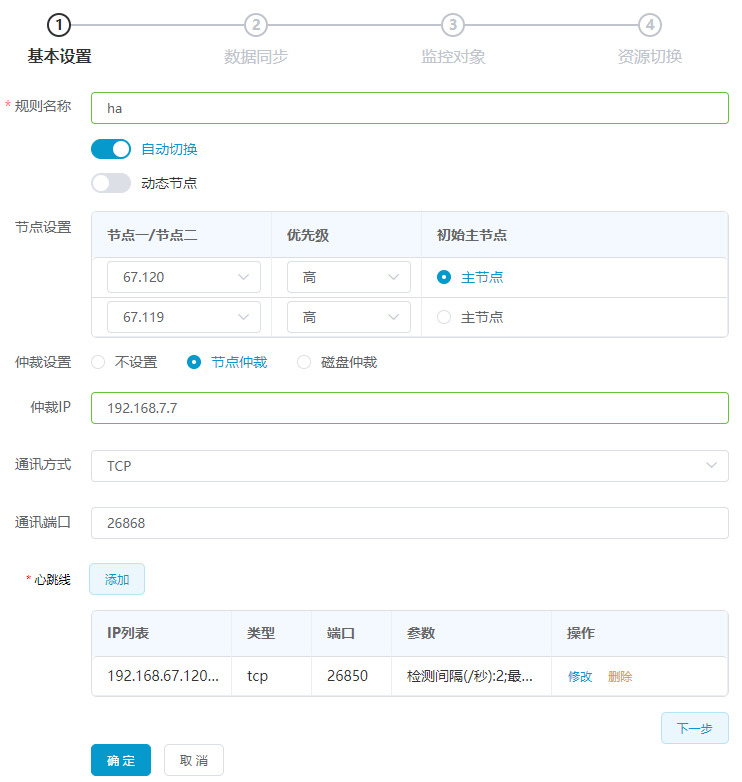 1 2 3 4
基本设置 数据同步 监控对象 资源切换
* 规则名称 ha
自动切换
动态节点
节点设置 节点一/节点二 优先级 初始主节点
67.120 高 主节点
67.119 高 主节点
仲裁设置 不设置 节点仲裁 磁盘仲裁
仲裁IP 192.168.7.7
通讯方式 TCP
通讯端口 26868
* 心跳线 添加
IP列表 类型 端口 参数 操作
192.168.67.120... tcp 26850 检测间隔(/秒):2;最... 修改 删除
下一步
确 定 取 消